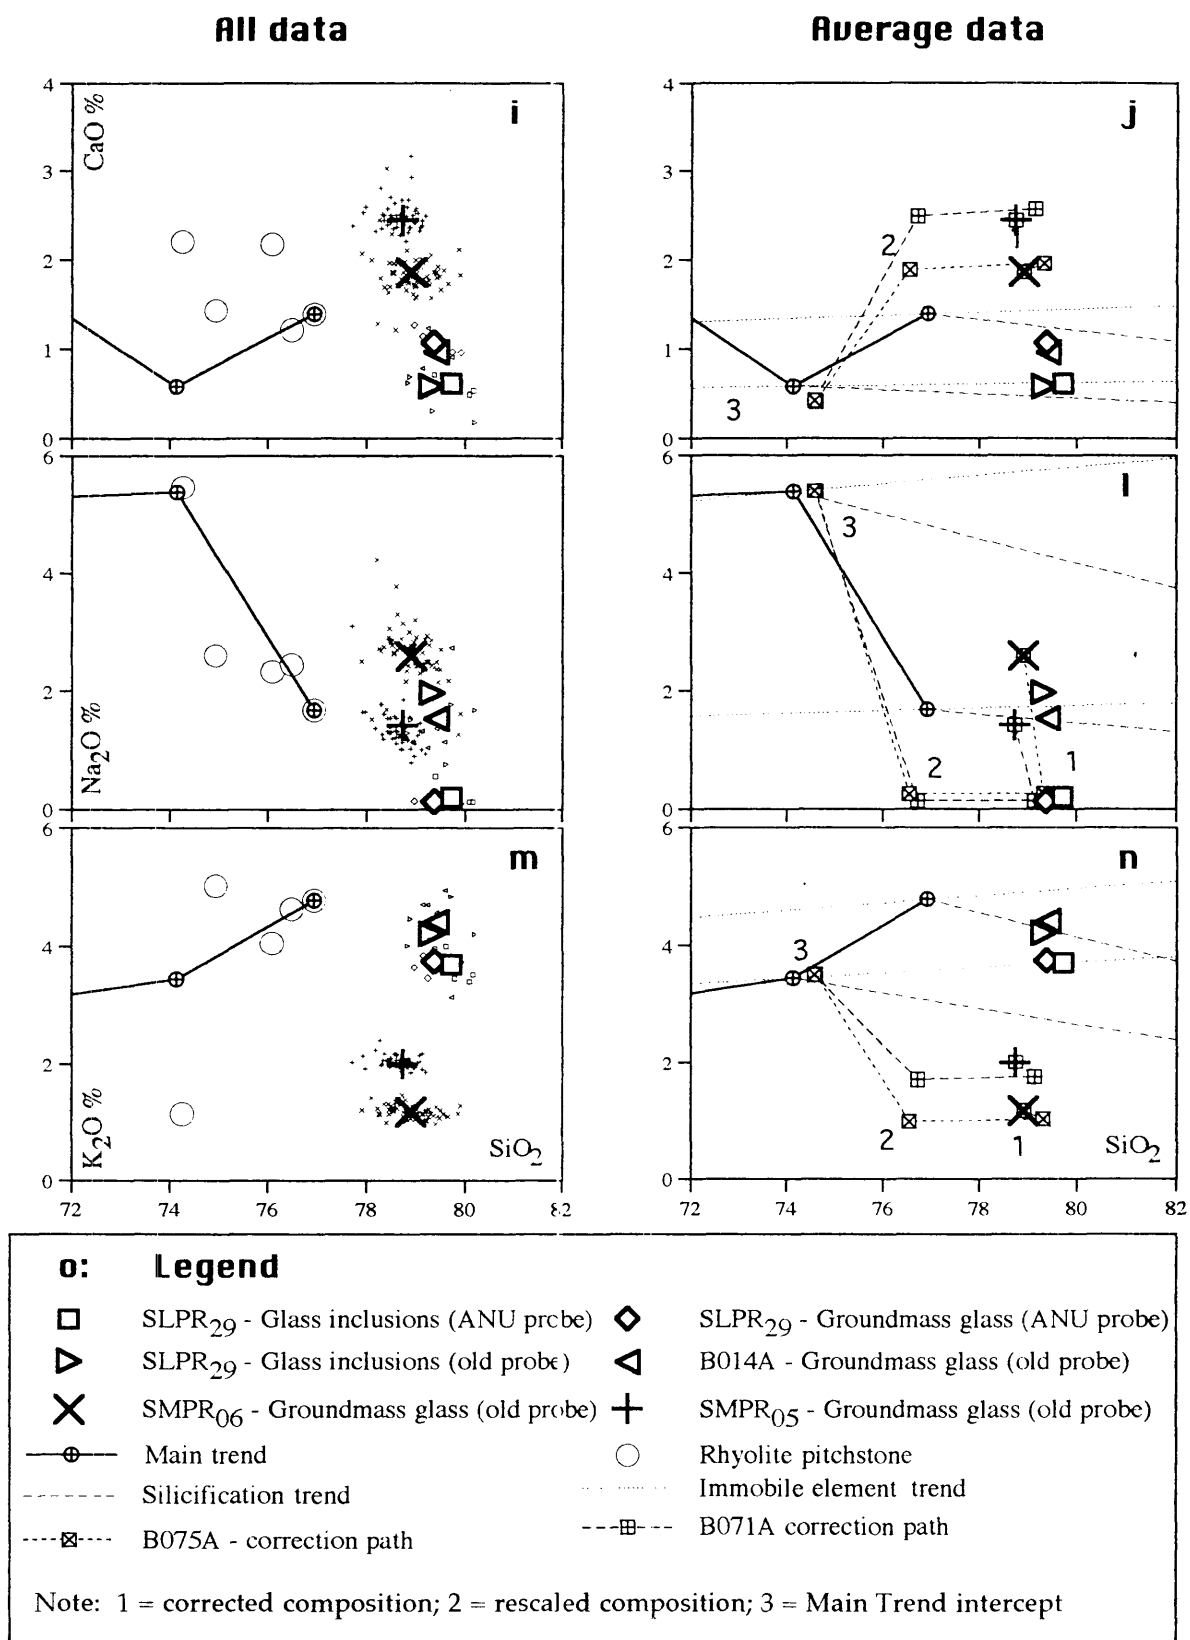 All data
Average data
4
3
2
1
0
CaO %
i
4
3
2
1
0
j
2
3
6
4
2
0
Na2O %
6
4
2
0
l
3
2
1
6
4
2
0
K2O %
m
SiO2
72
74
76
78
80
82
6
4
2
0
n
3
2
1
SiO2
72
74
76
78
80
82
o: Legend
SLPR29 - Glass inclusions (ANU probe)
SLPR29 - Groundmass glass (ANU probe)
SLPR29 - Glass inclusions (old probe)
B014A - Groundmass glass (old probe)
SMPR06 - Groundmass glass (old probe)
SMPR05 - Groundmass glass (old probe)
Main trend
Rhyolite pitchstone
Silicification trend
Immobile element trend
B075A - correction path
B071A correction path
Note: 1 = corrected composition; 2 = rescaled composition; 3 = Main Trend intercept